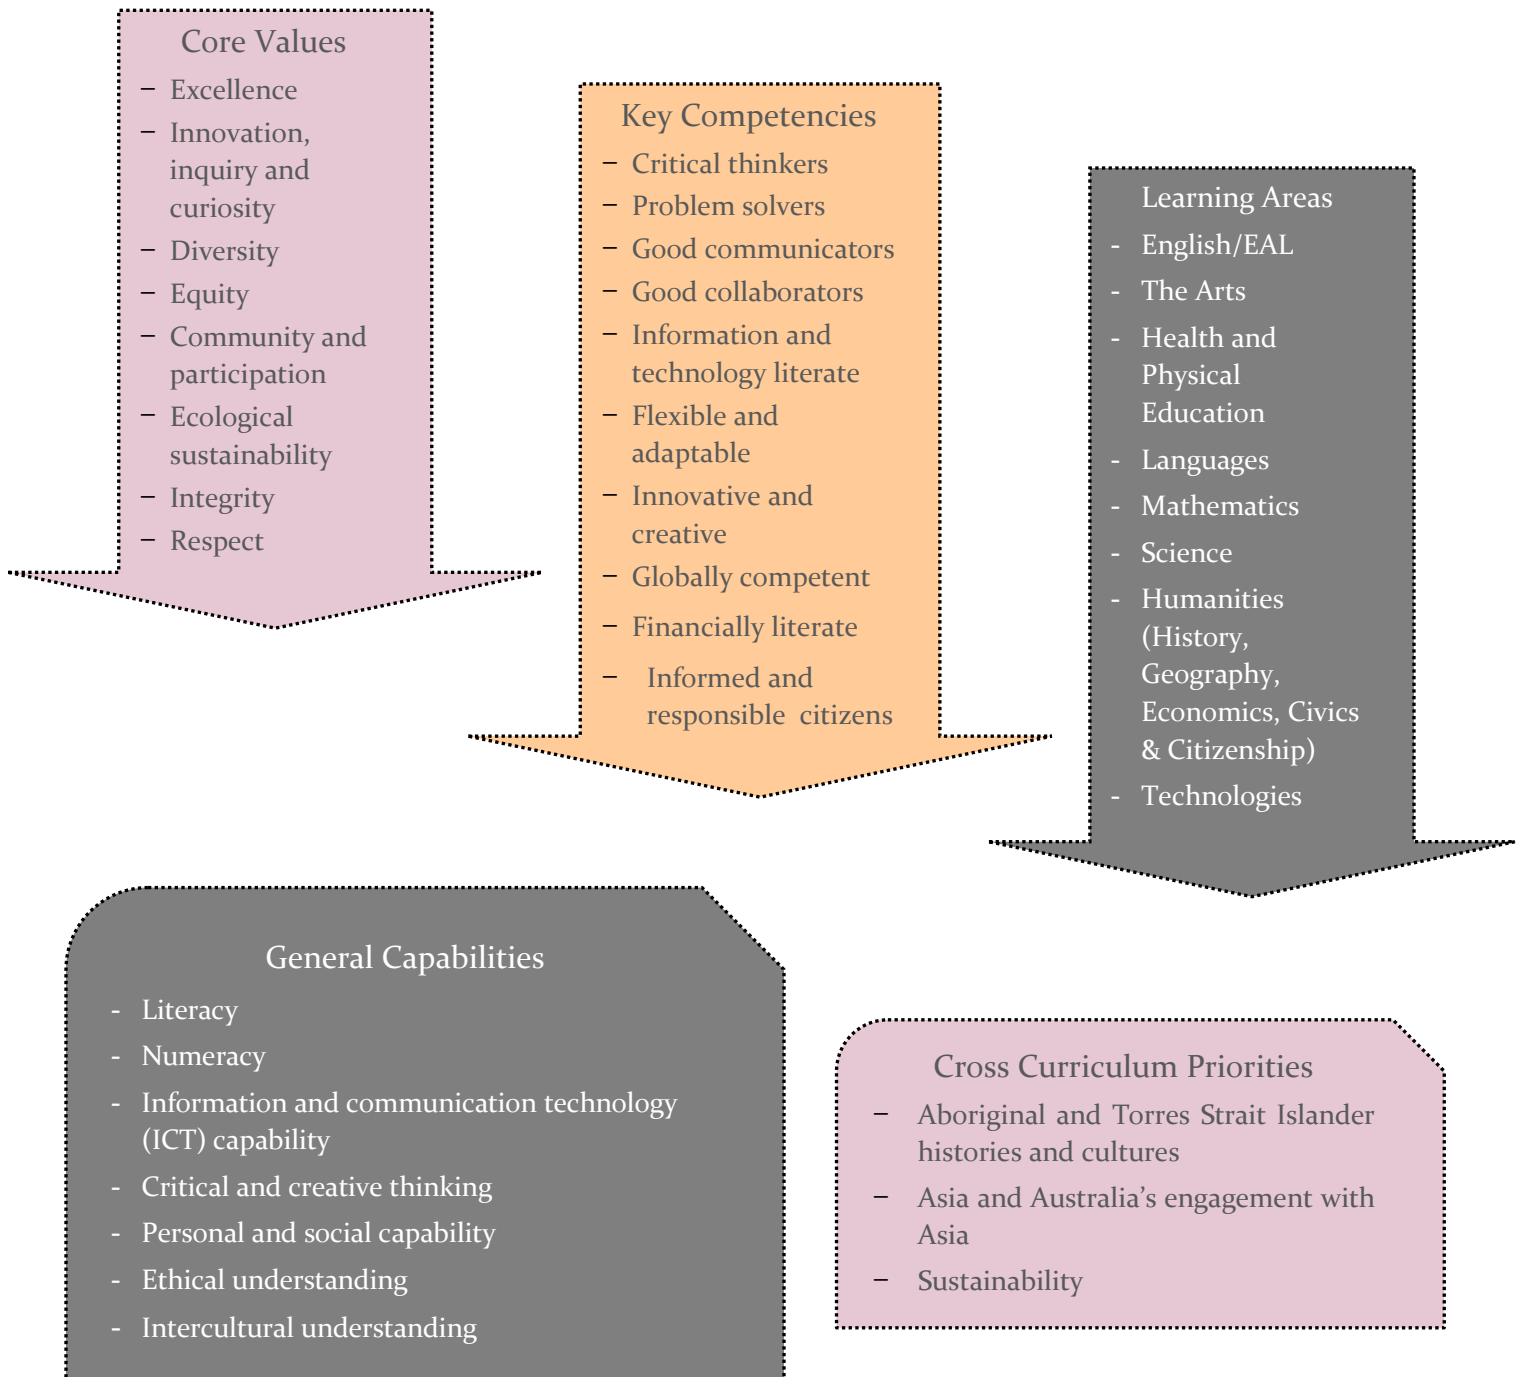 Core Values
– Excellence
– Innovation,
inquiry and
curiosity
– Diversity
– Equity
– Community and
participation
– Ecological
sustainability
– Integrity
– Respect
Key Competencies
– Critical thinkers
– Problem solvers
– Good communicators
– Good collaborators
– Information and
technology literate
– Flexible and
adaptable
– Innovative and
creative
– Globally competent
– Financially literate
– Informed and
responsible citizens
Learning Areas
- English/EAL
- The Arts
- Health and
Physical
Education
- Languages
- Mathematics
- Science
- Humanities
(History,
Geography,
Economics, Civics
& Citizenship)
- Technologies
General Capabilities
- Literacy
- Numeracy
- Information and communication technology
(ICT) capability
- Critical and creative thinking
- Personal and social capability
- Ethical understanding
- Intercultural understanding
Cross Curriculum Priorities
– Aboriginal and Torres Strait Islander
histories and cultures
– Asia and Australia’s engagement with
Asia
– Sustainability